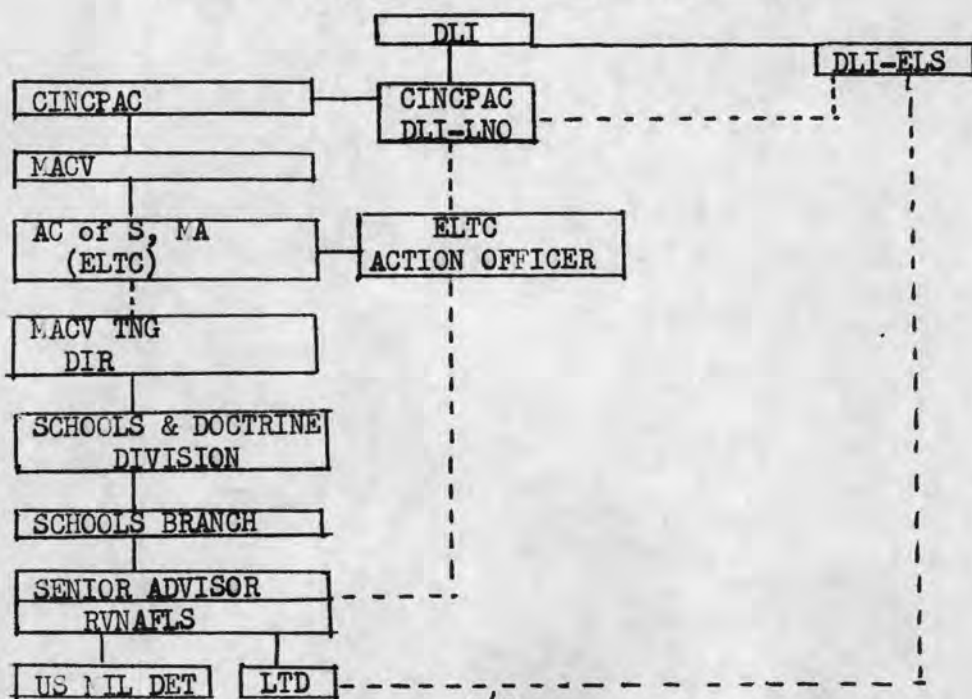 DLI
DLI-ELS
CINCPAC
CINCPAC
DLI-LNO
MACV
AC of S, MA
(ELTC)
ELTC
ACTION OFFICER
MACV TNG
DIR
SCHOOLS & DOCTRINE
DIVISION
SCHOOLS BRANCH
SENIOR ADVISOR
RVNAFLS
US MIL DET
LTD